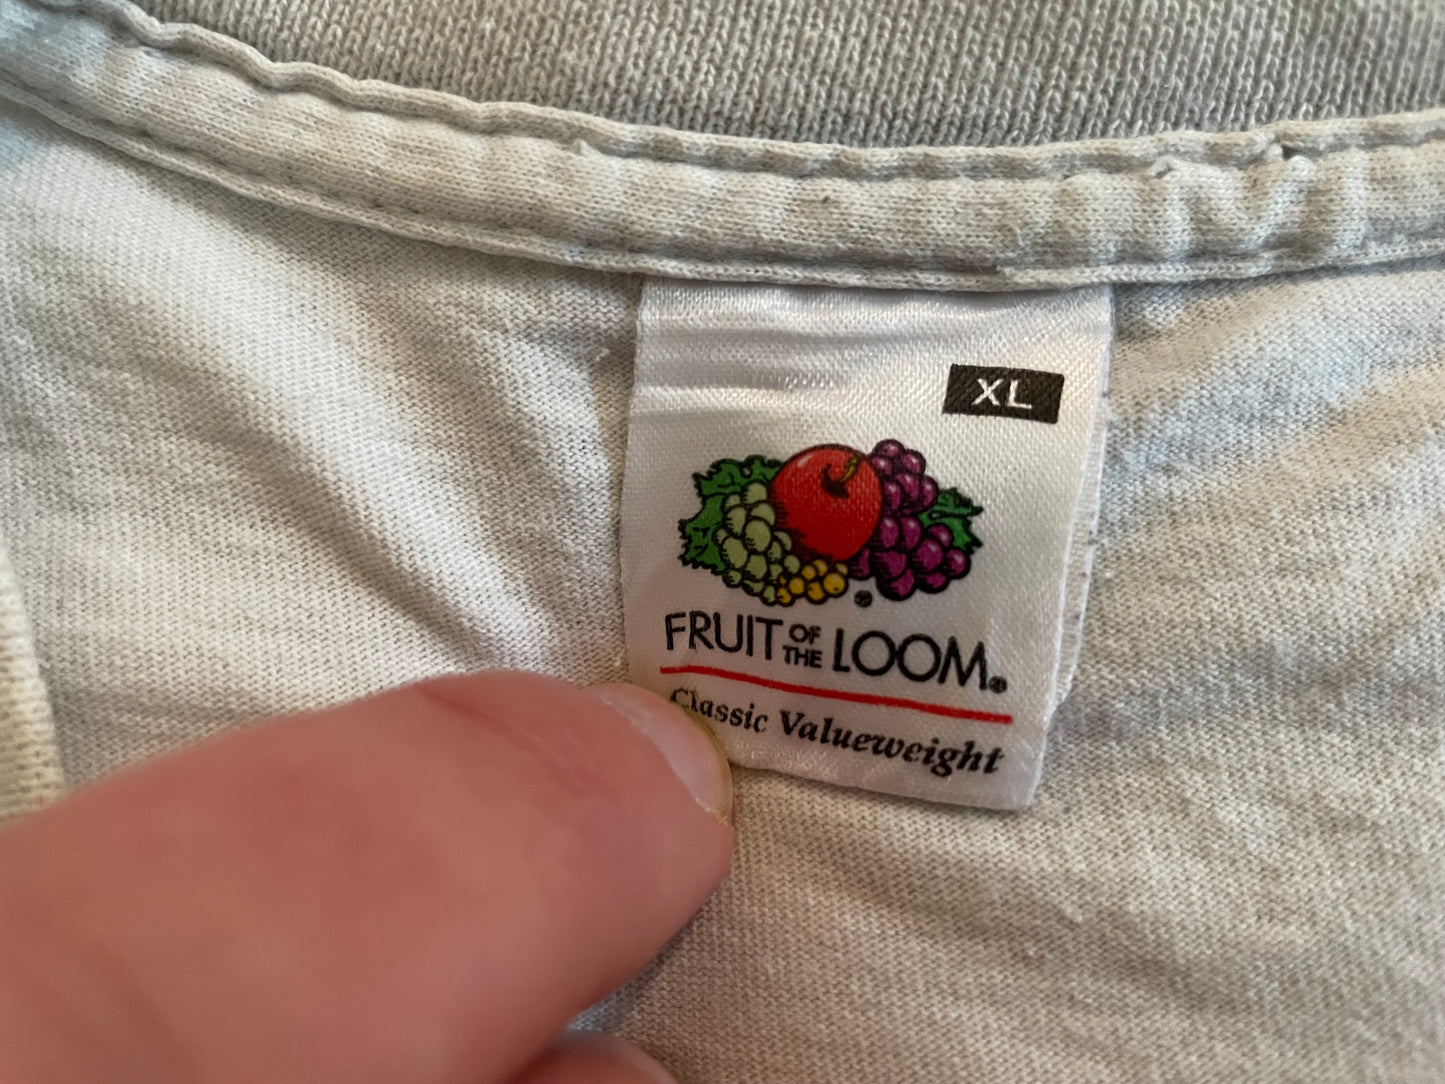 XL
®
FRUIT OF THE LOOM®
Classic Valueweight